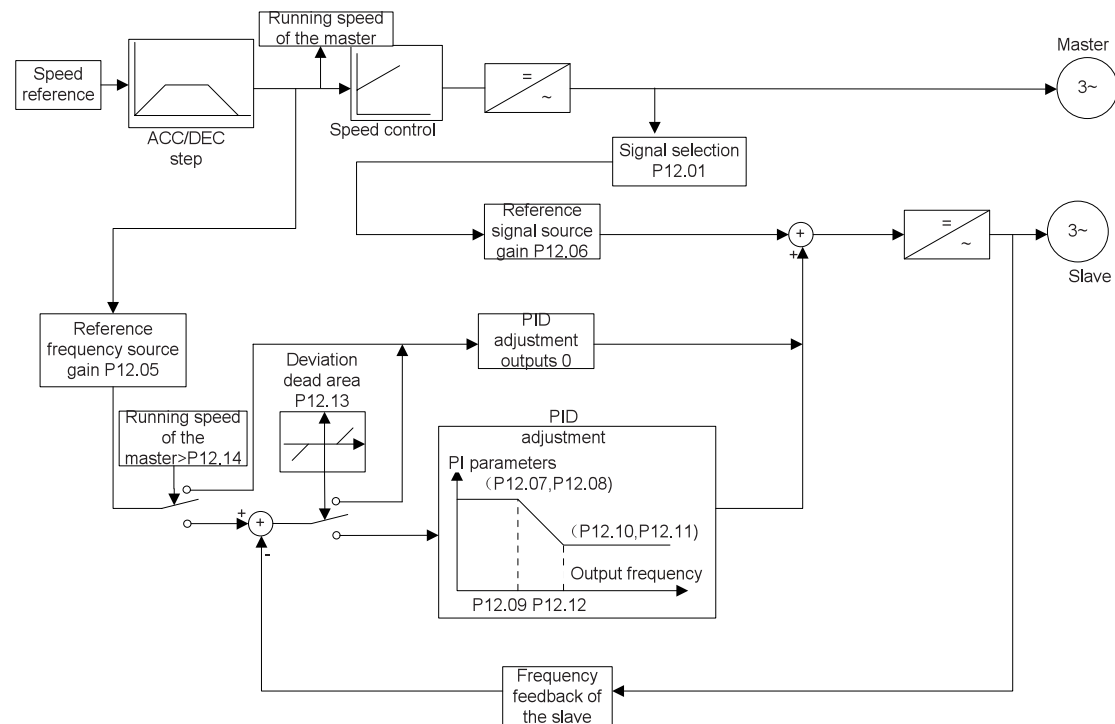 Running speed
of the master
Speed
reference
ACC/DEC
step
Speed control
=
~
Master
3~
Signal selection
P12.01
Reference
signal source
gain P12.06
+
+
=
~
3~
Slave
Reference
frequency source
gain P12.05
PID
adjustment
outputs 0
Deviation
dead area
P12.13
Running speed
of the
master>P12.14
+
+
-
PID
adjustment
PI parameters
（P12.07,P12.08)
（P12.10,P12.11)
Output frequency
P12.09 P12.12
Frequency
feedback of
the slave